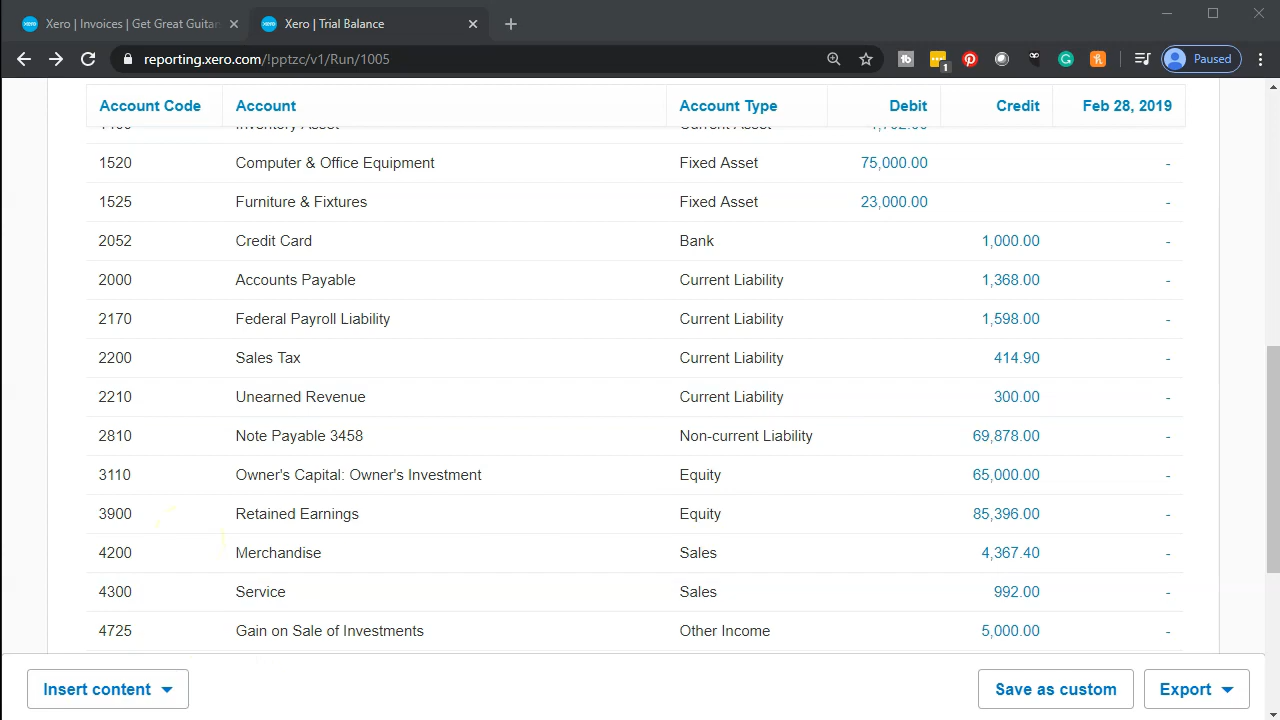 Xero | Invoices | Get Great Guitar
Xero | Trial Balance
reporting.xero.com/!pptzc/v1/Run/1005
1
Paused
Account Code Account Account Type Debit Credit Feb 28, 2019
Inventory Asset Current Asset
1520 Computer & Office Equipment Fixed Asset 75,000.00 -
1525 Furniture & Fixtures Fixed Asset 23,000.00 -
2052 Credit Card Bank 1,000.00 -
2000 Accounts Payable Current Liability 1,368.00 -
2170 Federal Payroll Liability Current Liability 1,598.00 -
2200 Sales Tax Current Liability 414.90 -
2210 Unearned Revenue Current Liability 300.00 -
2810 Note Payable 3458 Non-current Liability 69,878.00 -
3110 Owner's Capital: Owner's Investment Equity 65,000.00 -
3900 Retained Earnings Equity 85,396.00 -
4200 Merchandise Sales 4,367.40 -
4300 Service Sales 992.00 -
4725 Gain on Sale of Investments Other Income 5,000.00 -
Insert content Save as custom Export